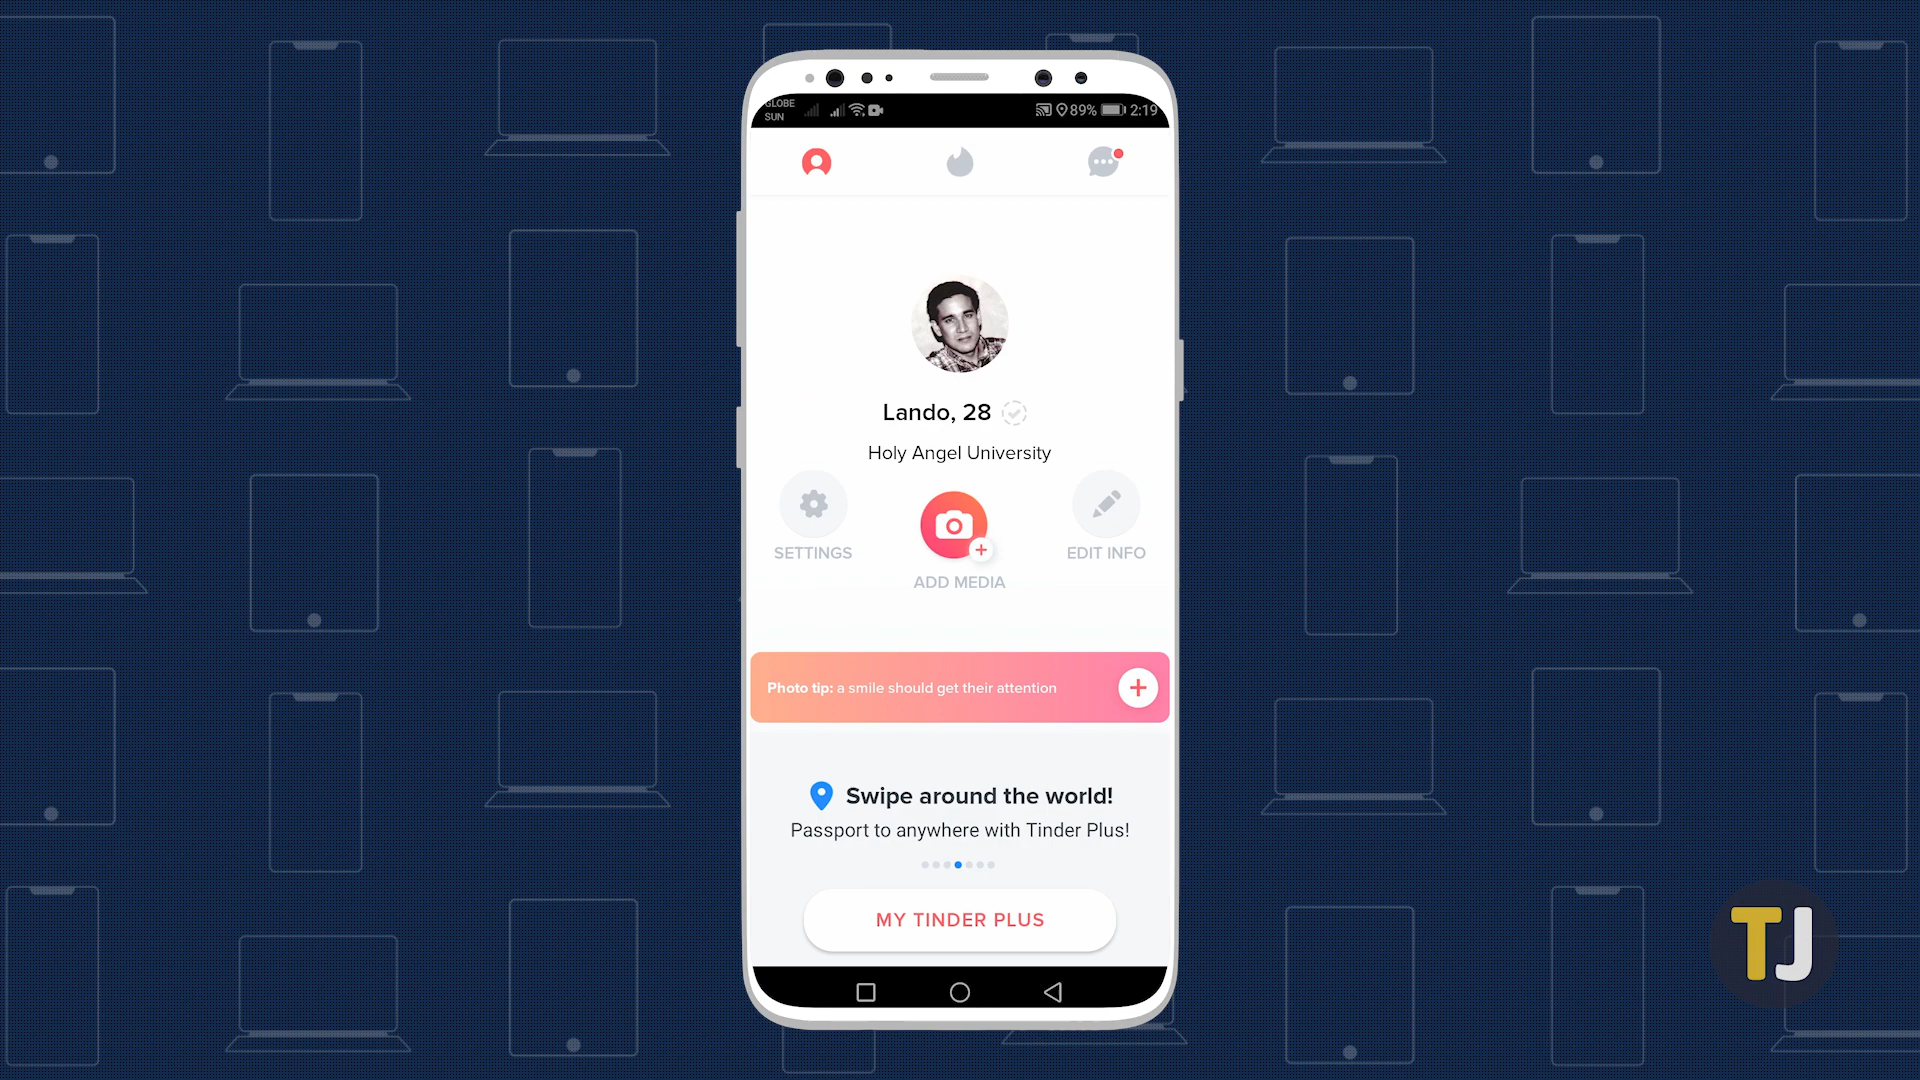 GLOBE
SUN
89% 2:19
Lando, 28
Holy Angel University
SETTINGS
ADD MEDIA
EDIT INFO
Photo tip: a smile should get their attention
Swipe around the world!
Passport to anywhere with Tinder Plus!
MY TINDER PLUS
TJ